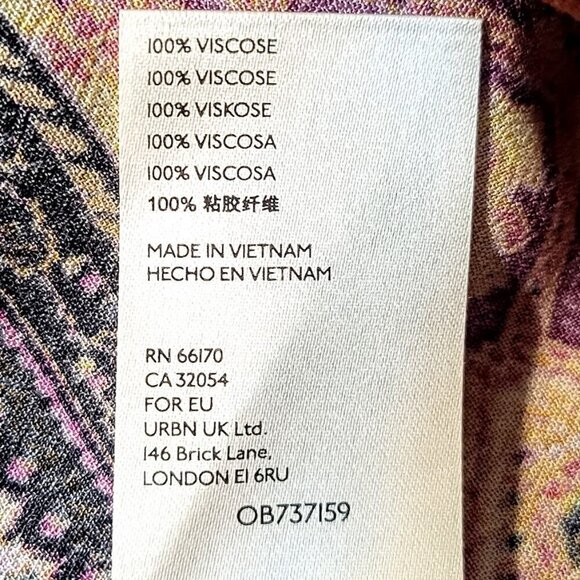 100% VISCOSE
100% VISCOSE
100% VISKOSE
100% VISCOSA
100% VISCOSA
100% 粘胶纤维
MADE IN VIETNAM
HECHO EN VIETNAM
RN 66170
CA 32054
FOR EU
URBN UK Ltd.
146 Brick Lane,
LONDON E1 6RU
OB737159